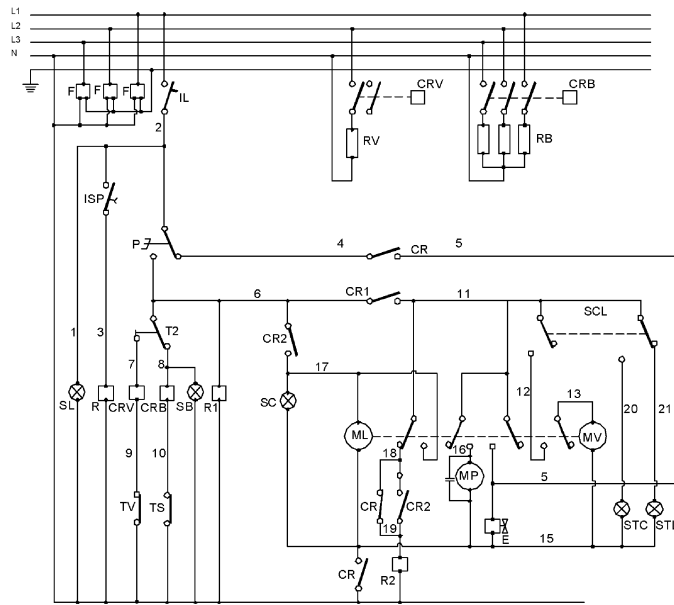 L1
L2
L3
N
F F F IL CRV CRB
2 RV RB
ISP
P 4 CR 5
6 CR1 11 SCL
1 3 T2 CR2
7 8 17 12 13 20 21
SL R CRV CRB SB R1 SC
ML MV
18 16
9 10 MP 5
TV TS CR CR2 STC
19 E 15
CR R2